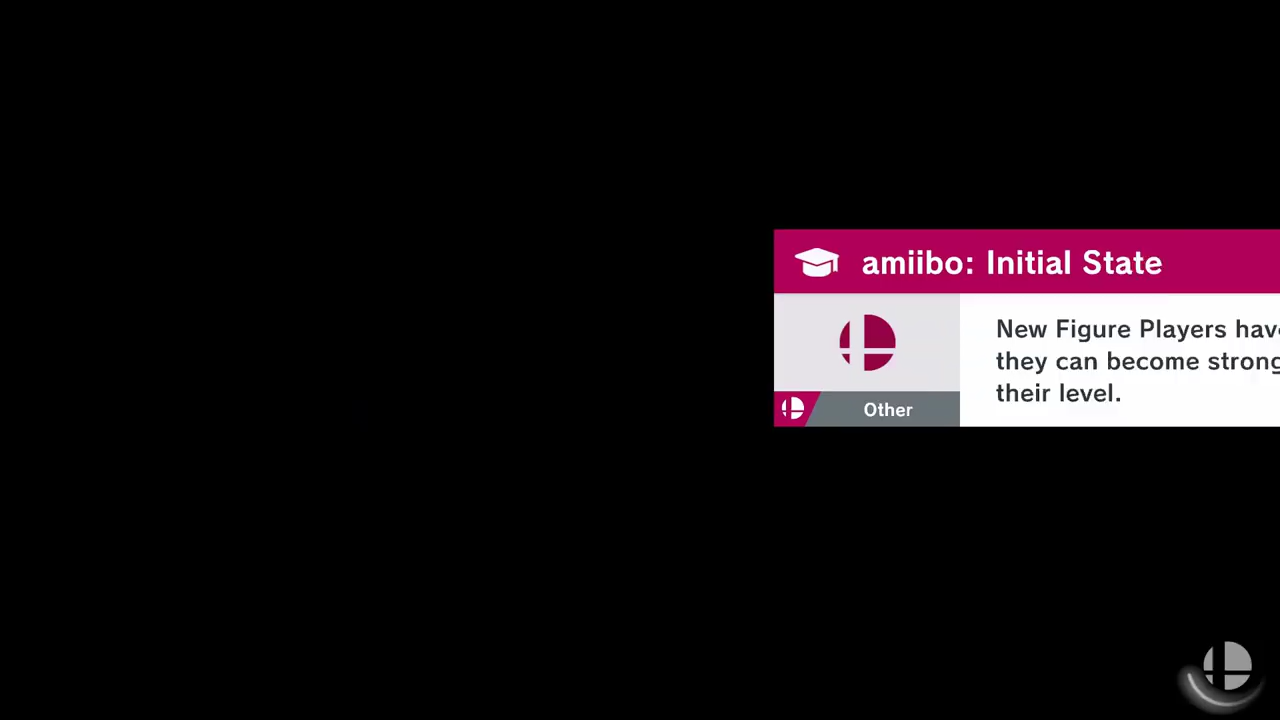 amiibo: Initial State
New Figure Players hav
they can become strong
their level.
Other